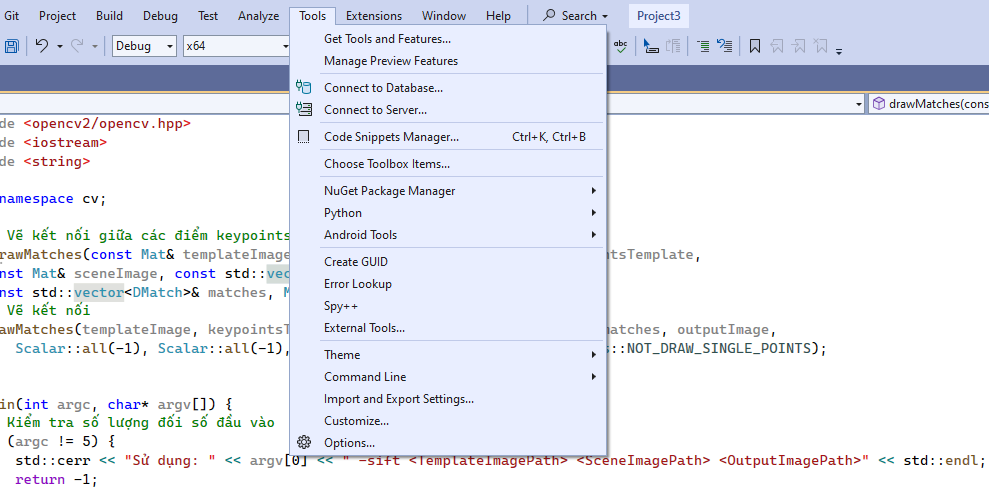 Git Project Build Debug Test Analyze Tools Extensions Window Help Search Project3
Debug x64
Get Tools and Features...
Manage Preview Features
Connect to Database...
Connect to Server...
Code Snippets Manager... Ctrl+K, Ctrl+B
Choose Toolbox Items...
NuGet Package Manager
Python
Android Tools
Create GUID
Error Lookup
Spy++
External Tools...
Theme
Command Line
Import and Export Settings...
Customize...
Options...
drawMatches(cons
de <opencv2/opencv.hpp>
de <iostream>
de <string>
namespace cv;
Vẽ kết nối giữa các điểm keypoints
rawMatches(const Mat& templateImage ntsTemplate,
nst Mat& sceneImage, const std::vec
nst std::vector<DMatch>& matches, M
Vẽ kết nối
awMatches(templateImage, keypointsT matches, outputImage,
Scalar::all(-1), Scalar::all(-1), s::NOT_DRAW_SINGLE_POINTS);
in(int argc, char* argv[]) {
Kiểm tra số lượng đối số đầu vào
(argc != 5) {
std::cerr << "Sử dụng: " << argv[0] << " -sift <TemplateImagePath> <SceneImagePath> <OutputImagePath>" << std::endl;
return -1;